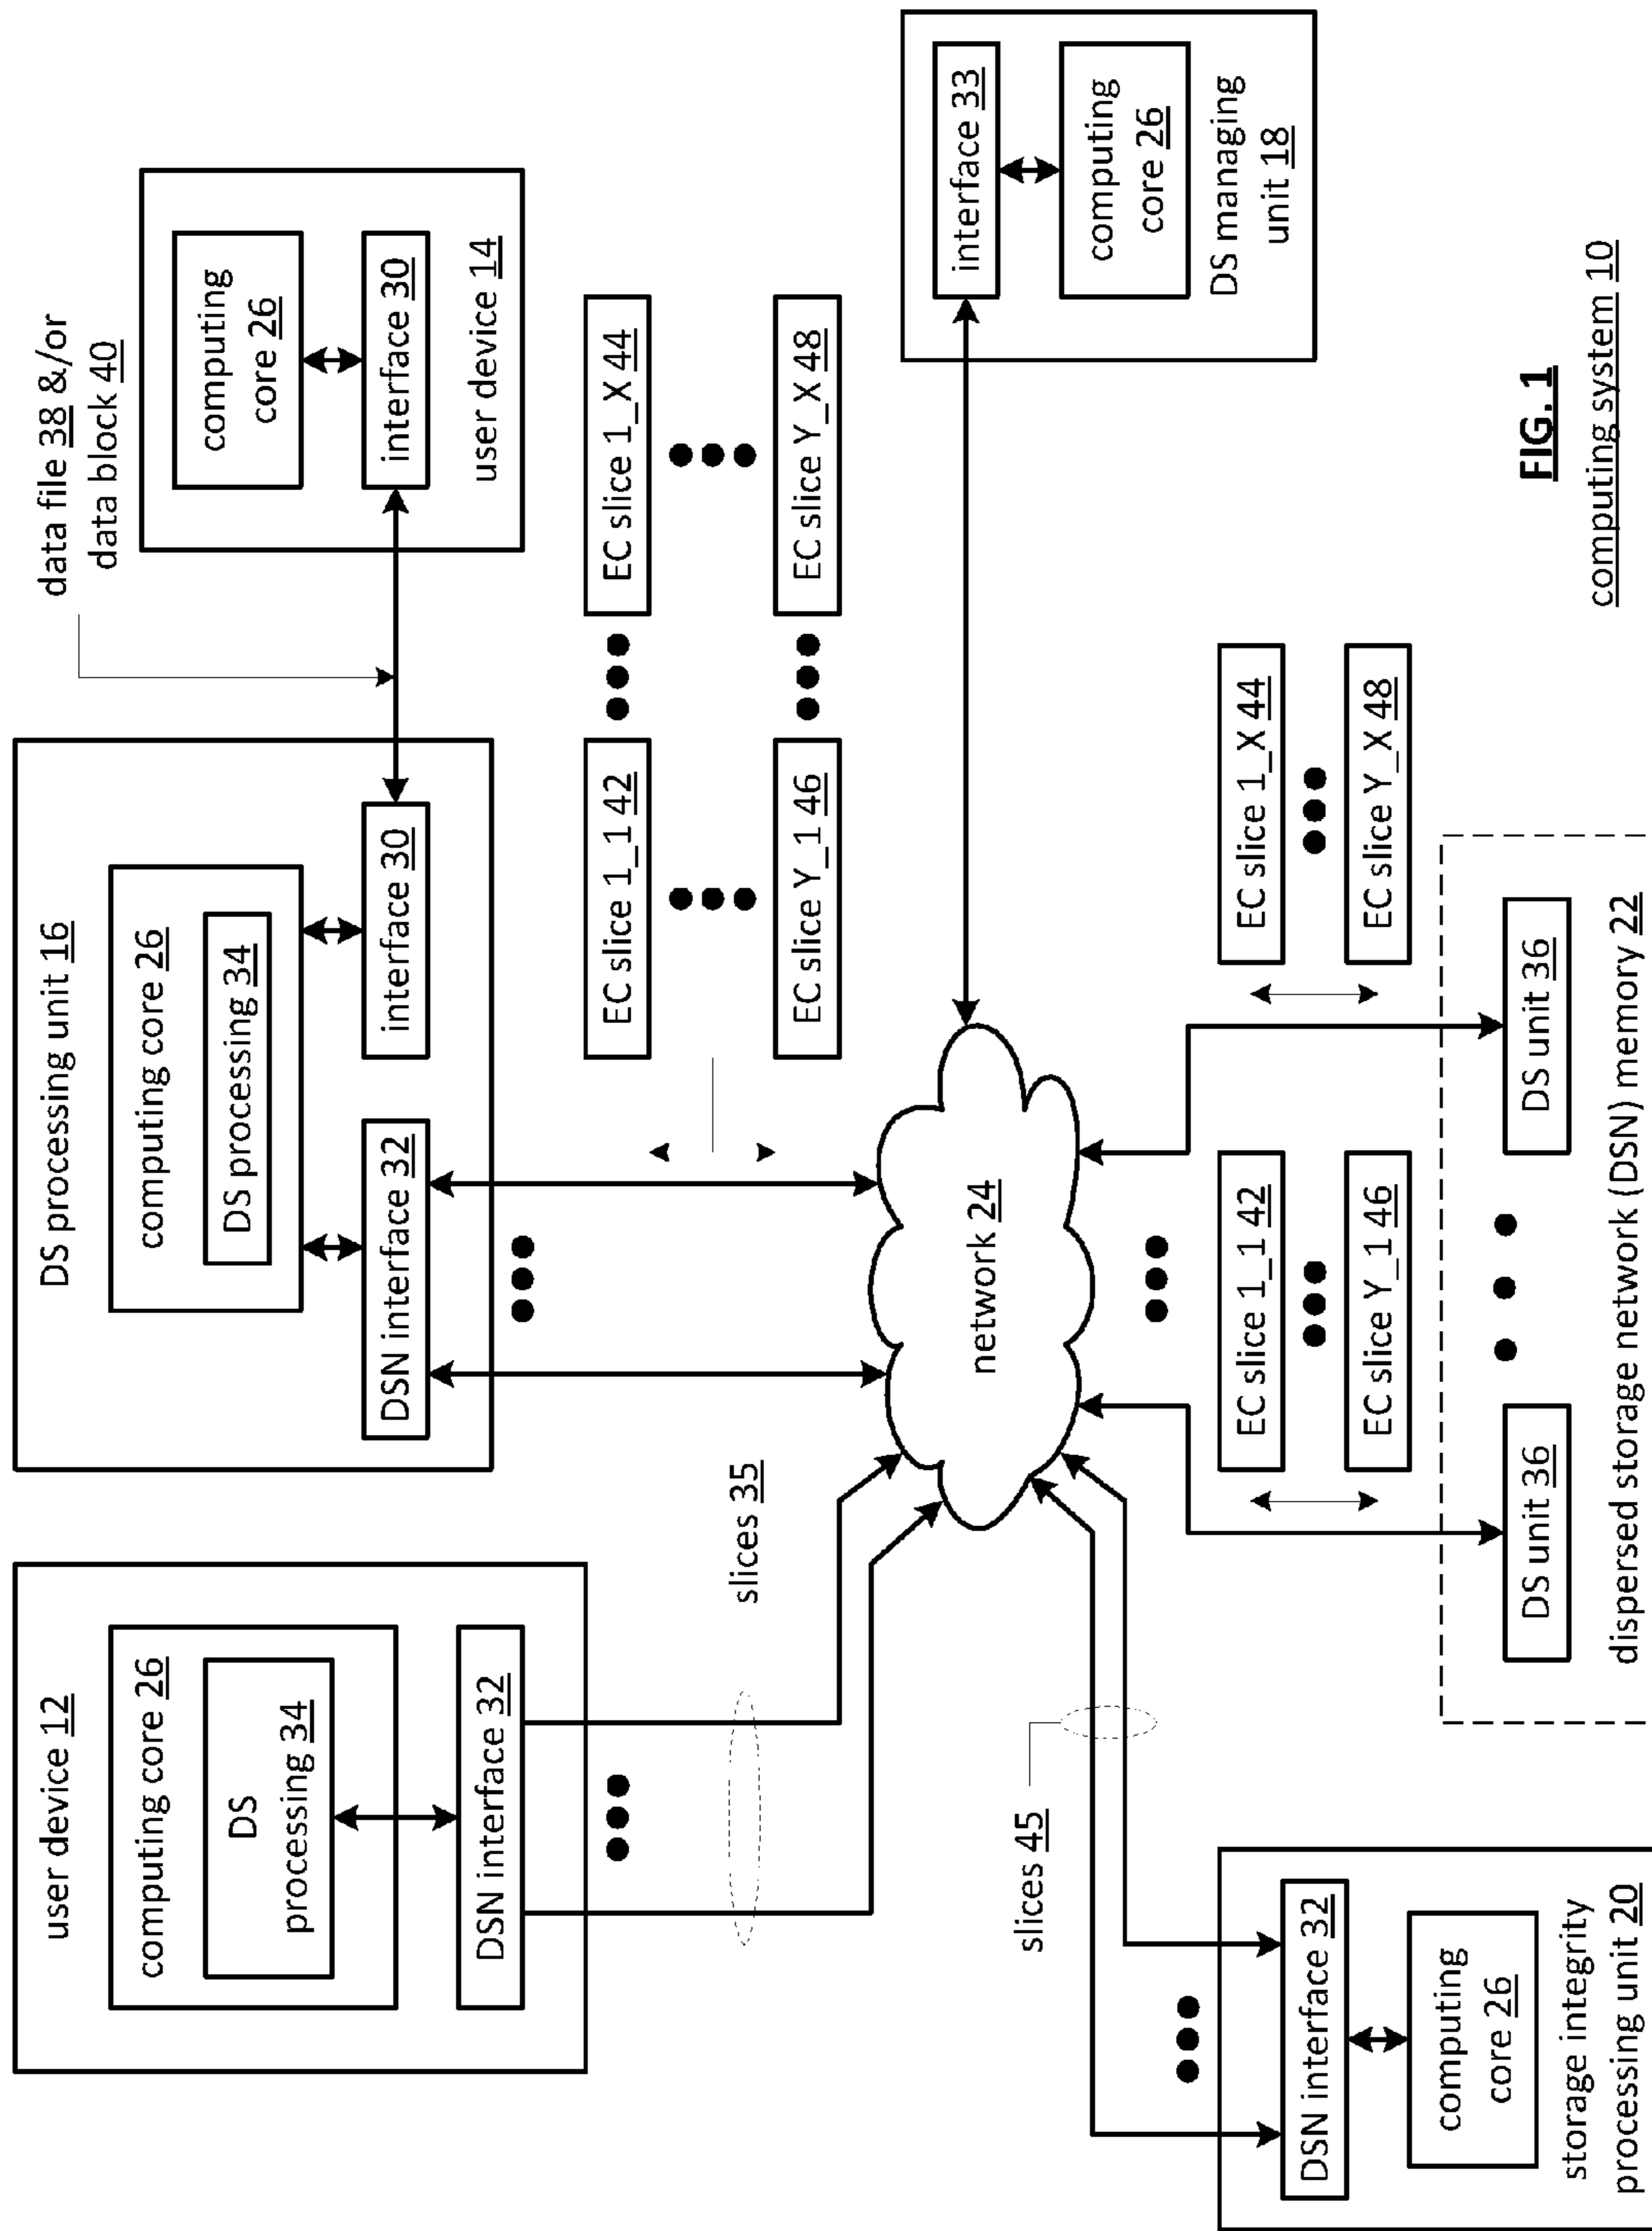 user device 12
computing core 26
DS
processing 34
DSN interface 32
slices 35
DS processing unit 16
computing core 26
DS processing 34
DSN interface 32
interface 30
data file 38 &/or
data block 40
computing
core 26
interface 30
user device 14
EC slice 1_1 42
EC slice 1_X 44
EC slice Y_1 46
EC slice Y_X 48
network 24
interface 33
computing
core 26
DS managing
unit 18
slices 45
DSN interface 32
computing
core 26
storage integrity
processing unit 20
EC slice 1_1 42
EC slice Y_1 46
EC slice 1_X 44
EC slice Y_X 48
DS unit 36
DS unit 36
dispersed storage network (DSN) memory 22
FIG. 1
computing system 10